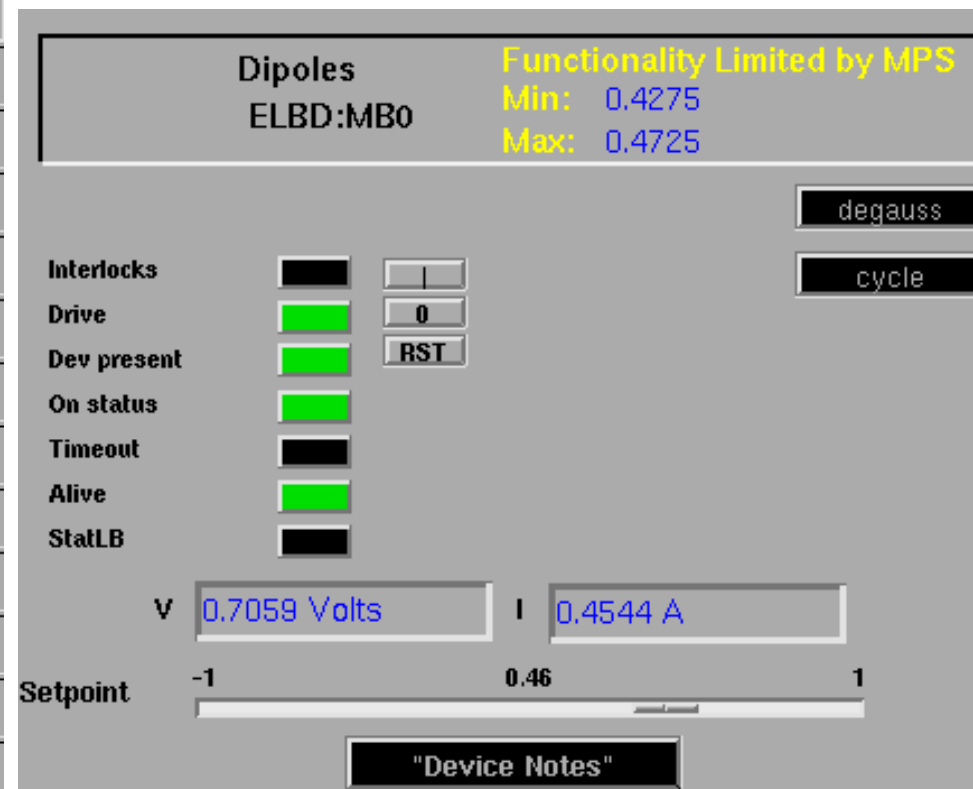 Dipoles
ELBD:MB0
Functionality Limited by MPS
Min: 0.4275
Max: 0.4725
degauss
cycle
Interlocks |
Drive 0
Dev present RST
On status
Timeout
Alive
StatLB
V 0.7059 Volts I 0.4544 A
Setpoint -1 0.46 1
"Device Notes"